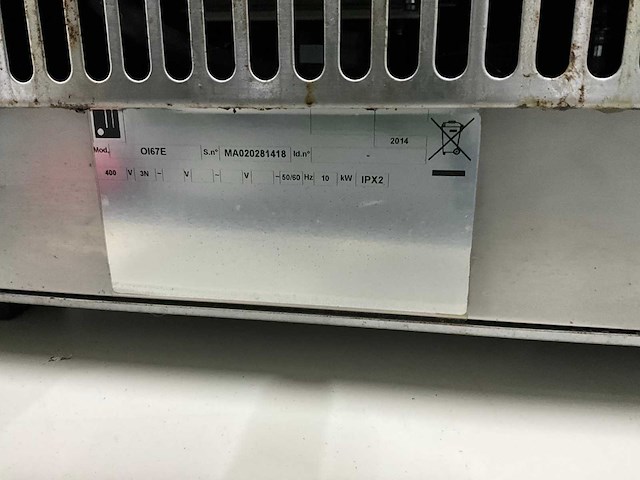 2014
Mod. OI67E S.n° MA020281418 Id.n° -
400 V 3N ~ V ~ V ~ 50/60 Hz 10 kW IPX2